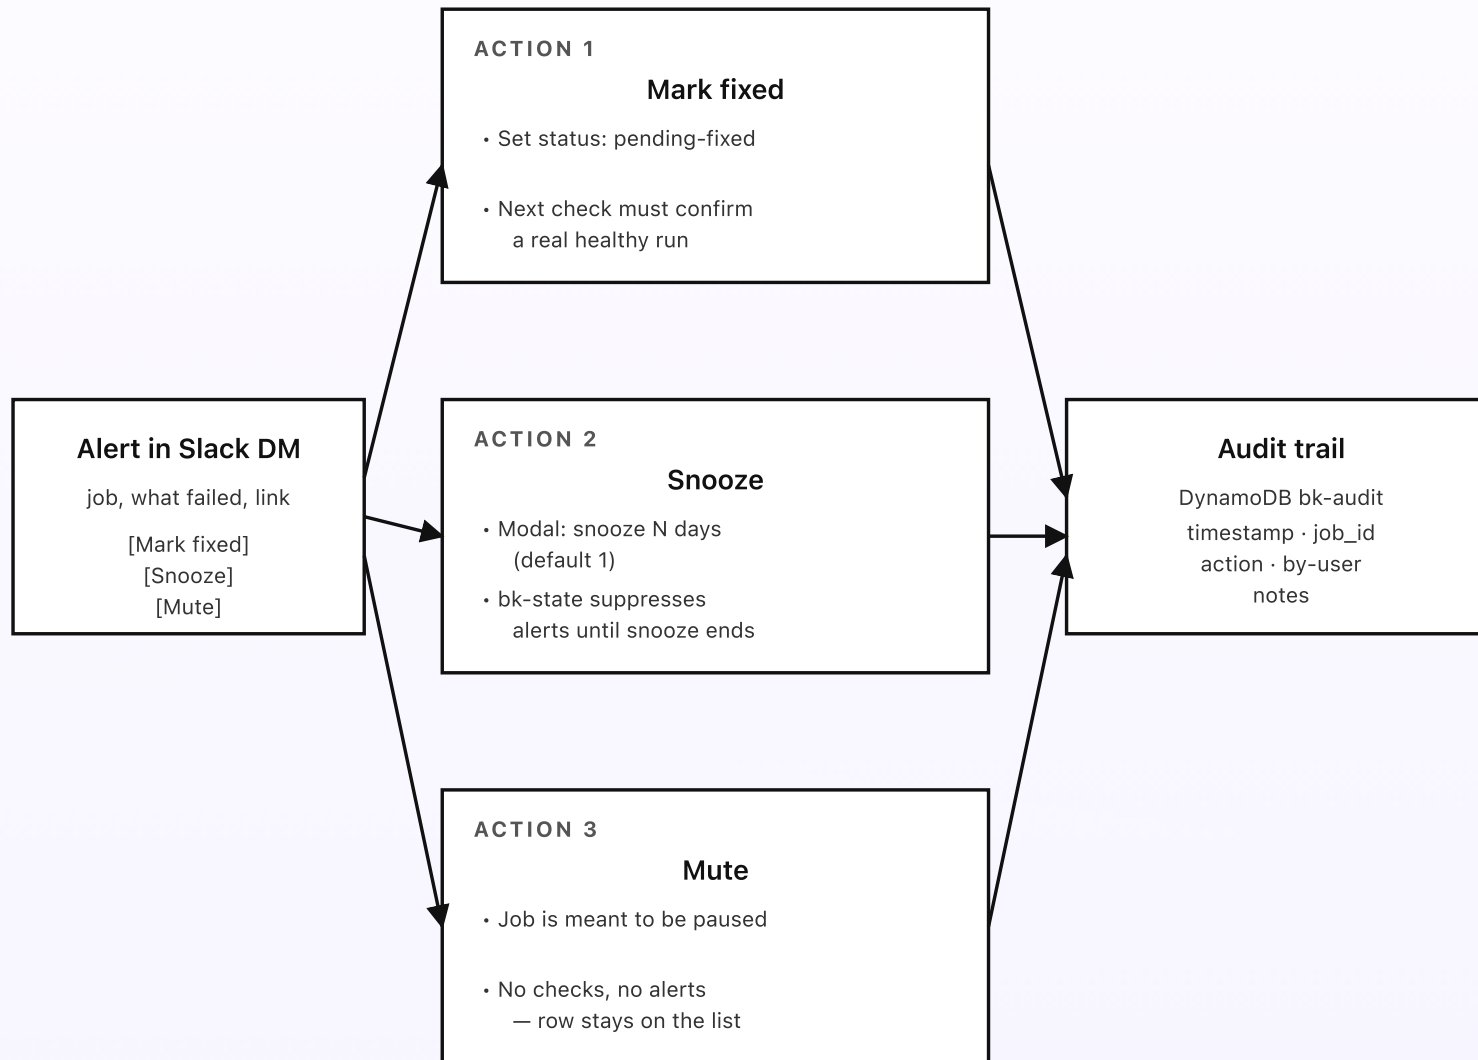 Alert in Slack DM
job, what failed, link
[Mark fixed]
[Snooze]
[Mute]
ACTION 1
Mark fixed
• Set status: pending-fixed
• Next check must confirm
a real healthy run
ACTION 2
Snooze
• Modal: snooze N days
(default 1)
• bk-state suppresses
alerts until snooze ends
ACTION 3
Mute
• Job is meant to be paused
• No checks, no alerts
— row stays on the list
Audit trail
DynamoDB bk-audit
timestamp · job_id
action · by-user
notes